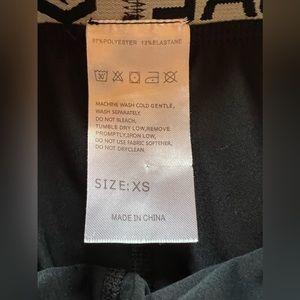 87%POLYESTER 13%ELASTANE
30
MACHINE WASH COLD GENTLE,
WASH SEPARATELY
DO NOT BLEACH,
TUMBLE DRY LOW,REMOVE
PROMPTLY,IRON LOW,
DO NOT USE FABRIC SOFTENER,
DO NOT DRYCLEAN.
SIZE:XS
MADE IN CHINA